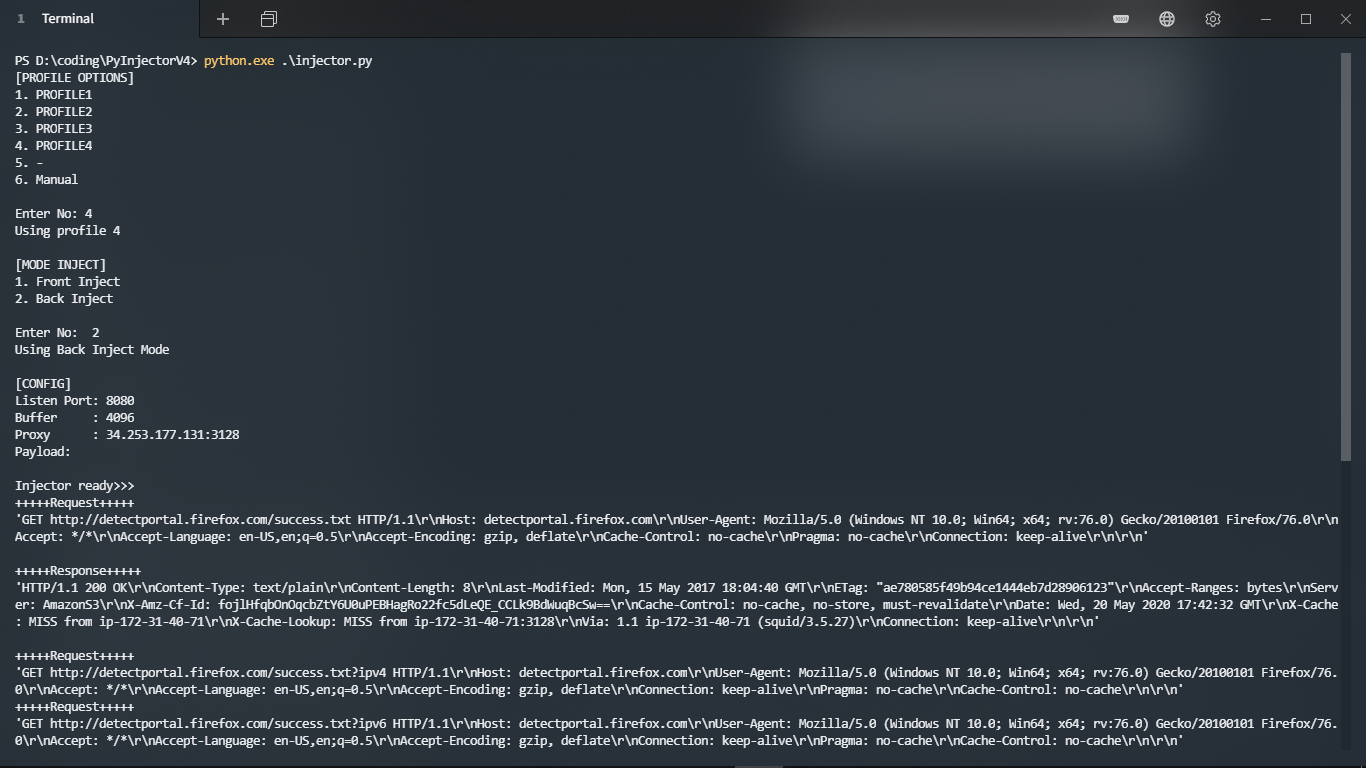 1 Terminal
PS D:\coding\PyInjectorV4> python.exe .\injector.py
[PROFILE OPTIONS]
1. PROFILE1
2. PROFILE2
3. PROFILE3
4. PROFILE4
5. -
6. Manual
Enter No: 4
Using profile 4
[MODE INJECT]
1. Front Inject
2. Back Inject
Enter No:  2
Using Back Inject Mode
[CONFIG]
Listen Port: 8080
Buffer     : 4096
Proxy      : 34.253.177.131:3128
Payload:
Injector ready>>>
+++++Request+++++
'GET http://detectportal.firefox.com/success.txt HTTP/1.1\r\nHost: detectportal.firefox.com\r\nUser-Agent: Mozilla/5.0 (Windows NT 10.0; Win64; x64; rv:76.0) Gecko/20100101 Firefox/76.0\r\n
Accept: */*\r\nAccept-Language: en-US,en;q=0.5\r\nAccept-Encoding: gzip, deflate\r\nCache-Control: no-cache\r\nPragma: no-cache\r\nConnection: keep-alive\r\n\r\n'
+++++Response+++++
'HTTP/1.1 200 OK\r\nContent-Type: text/plain\r\nContent-Length: 8\r\nLast-Modified: Mon, 15 May 2017 18:04:40 GMT\r\nETag: "ae780585f49b94ce1444eb7d28906123"\r\nAccept-Ranges: bytes\r\nServ
er: AmazonS3\r\nX-Amz-Cf-Id: fojlHfqbOnOqcbZtY6U0uPEBHagRo22fc5dLeQE_CCLk9BdWuqBcSw==\r\nCache-Control: no-cache, no-store, must-revalidate\r\nDate: Wed, 20 May 2020 17:42:32 GMT\r\nX-Cache
: MISS from ip-172-31-40-71\r\nX-Cache-Lookup: MISS from ip-172-31-40-71:3128\r\nVia: 1.1 ip-172-31-40-71 (squid/3.5.27)\r\nConnection: keep-alive\r\n\r\n'
+++++Request+++++
'GET http://detectportal.firefox.com/success.txt?ipv4 HTTP/1.1\r\nHost: detectportal.firefox.com\r\nUser-Agent: Mozilla/5.0 (Windows NT 10.0; Win64; x64; rv:76.0) Gecko/20100101 Firefox/76.
0\r\nAccept: */*\r\nAccept-Language: en-US,en;q=0.5\r\nAccept-Encoding: gzip, deflate\r\nConnection: keep-alive\r\nPragma: no-cache\r\nCache-Control: no-cache\r\n\r\n'
+++++Request+++++
'GET http://detectportal.firefox.com/success.txt?ipv6 HTTP/1.1\r\nHost: detectportal.firefox.com\r\nUser-Agent: Mozilla/5.0 (Windows NT 10.0; Win64; x64; rv:76.0) Gecko/20100101 Firefox/76.
0\r\nAccept: */*\r\nAccept-Language: en-US,en;q=0.5\r\nAccept-Encoding: gzip, deflate\r\nConnection: keep-alive\r\nPragma: no-cache\r\nCache-Control: no-cache\r\n\r\n'